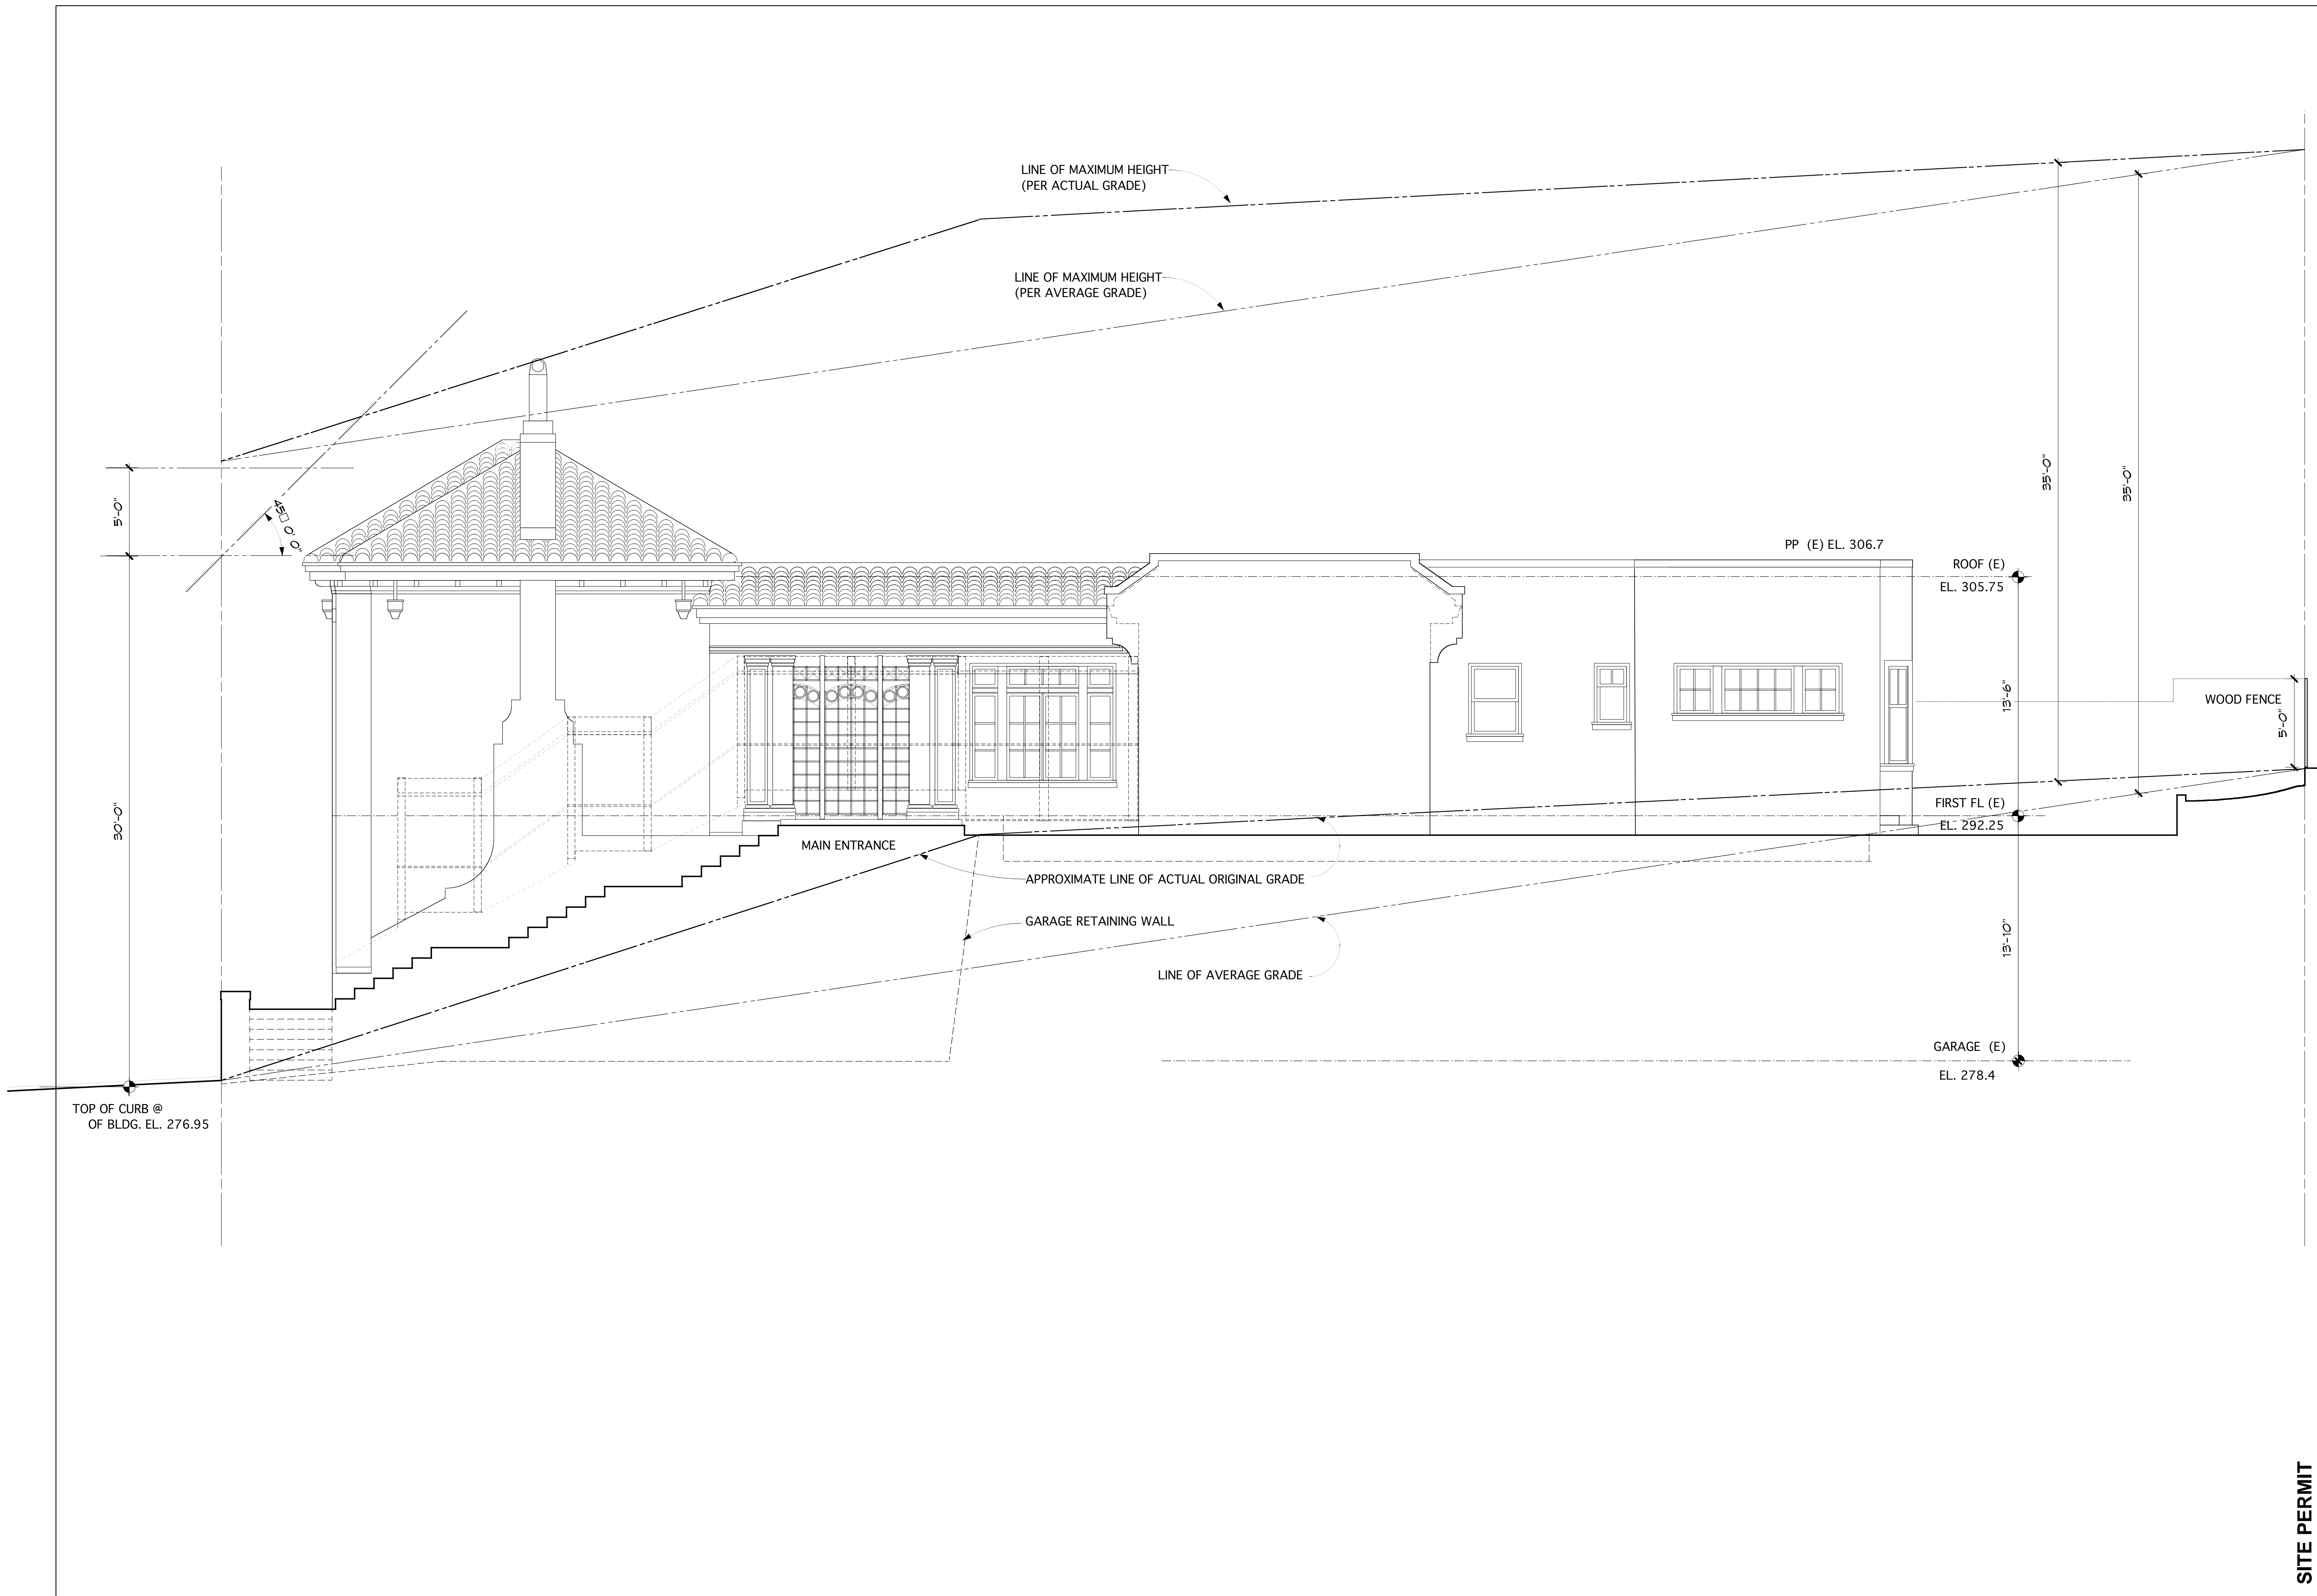 LINE OF MAXIMUM HEIGHT
(PER ACTUAL GRADE)
LINE OF MAXIMUM HEIGHT
(PER AVERAGE GRADE)
5'-0"
45□ 0' 0"
35'-0"
35'-0"
PP (E) EL. 306.7
ROOF (E)
EL. 305.75
13'-6"
WOOD FENCE
5'-0"
30'-0"
FIRST FL (E)
EL. 292.25
MAIN ENTRANCE
APPROXIMATE LINE OF ACTUAL ORIGINAL GRADE
GARAGE RETAINING WALL
13'-10"
LINE OF AVERAGE GRADE
GARAGE (E)
EL. 278.4
TOP OF CURB @
OF BLDG. EL. 276.95
SITE PERMIT